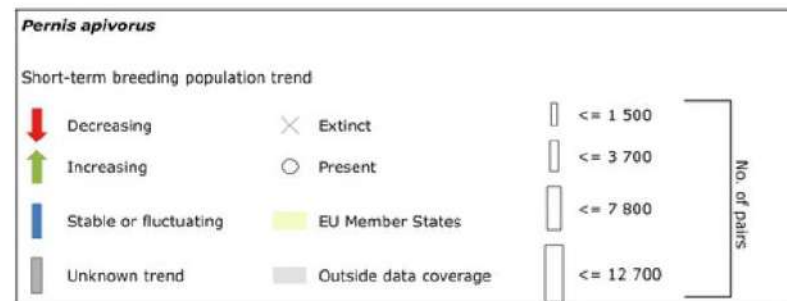 Pernis apivorus
Short-term breeding population trend
Decreasing
Increasing
Stable or fluctuating
Unknown trend
Extinct
Present
EU Member States
Outside data coverage
<= 1 500
<= 3 700
<= 7 800
<= 12 700
No. of pairs